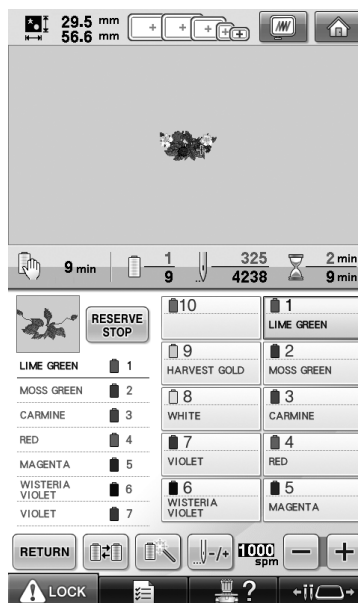 29.5 mm
56.6 mm
9 min
1
9
325
4238
2 min
9 min
RESERVE
STOP
LIME GREEN 1
MOSS GREEN 2
CARMINE 3
RED 4
MAGENTA 5
WISTERIA
VIOLET 6
VIOLET 7
10
1
LIME GREEN
9
HARVEST GOLD
2
MOSS GREEN
8
WHITE
3
CARMINE
7
VIOLET
4
RED
6
WISTERIA
VIOLET
5
MAGENTA
RETURN
-/+
1000
spm
−
+
LOCK
?